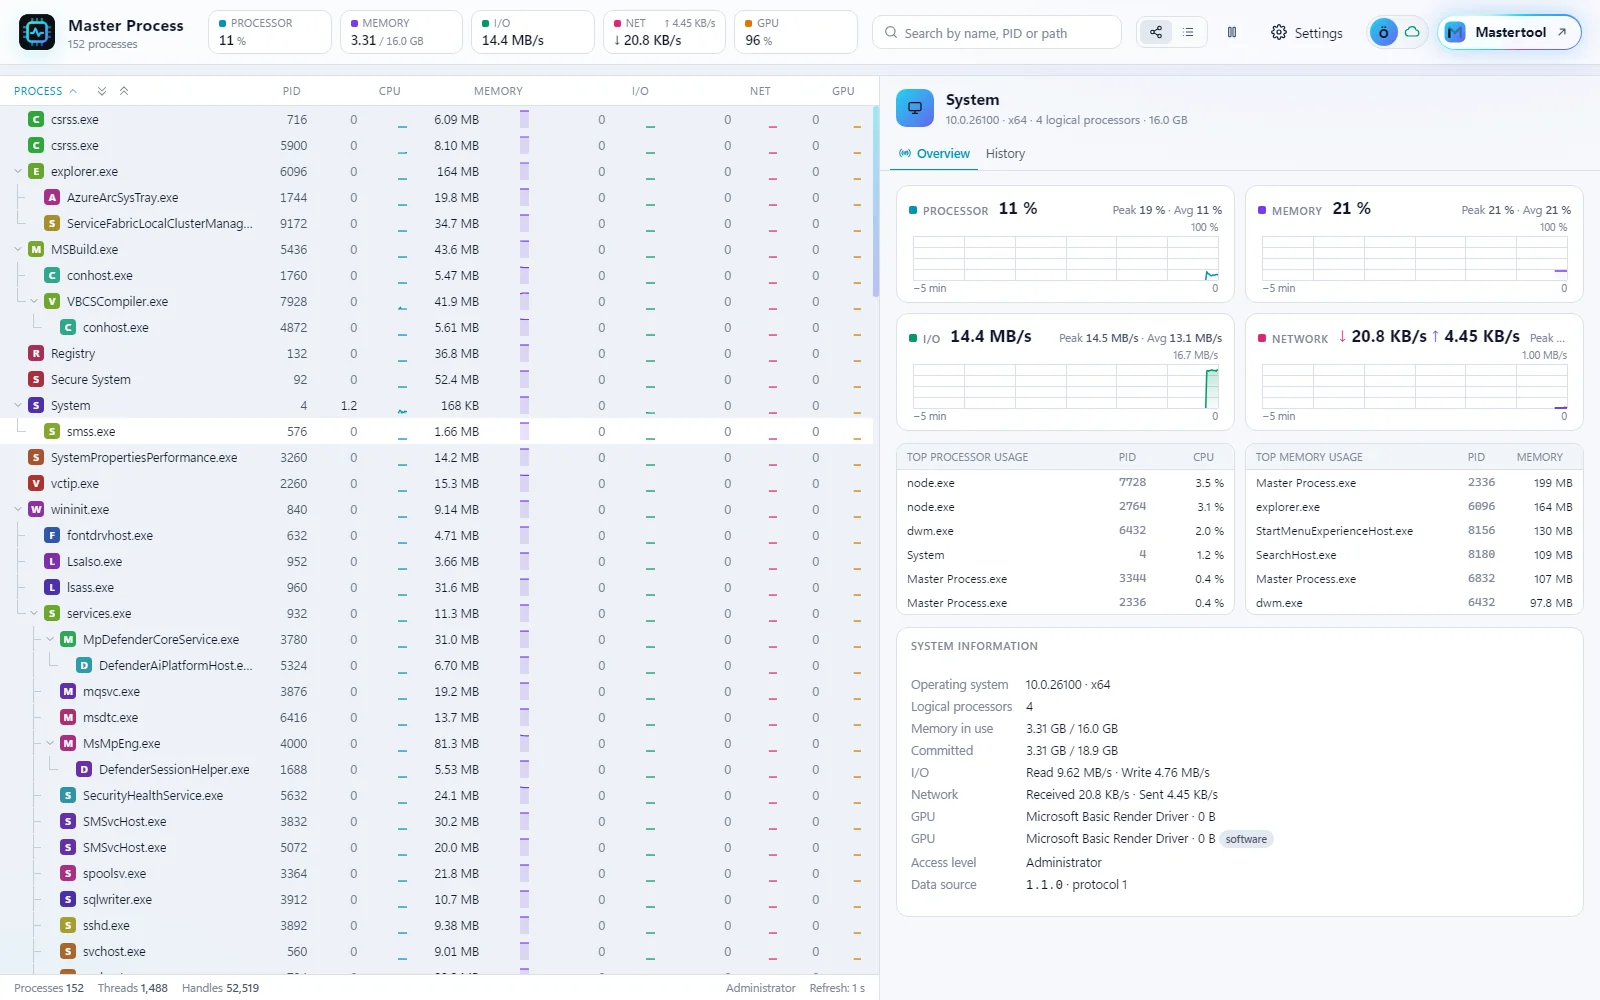 Master Process
152 processes
PROCESSOR
11 %
MEMORY
3.31 / 16.0 GB
I/O
14.4 MB/s
NET ↑ 4.45 KB/s
↓ 20.8 KB/s
GPU
96 %
Search by name, PID or path
Settings
ö
Mastertool
PROCESS PID CPU MEMORY I/O NET GPU
C csrss.exe 716 0 6.09 MB 0 0 0
C csrss.exe 5900 0 8.10 MB 0 0 0
E explorer.exe 6096 0 164 MB 0 0 0
A AzureArcSysTray.exe 1744 0 19.8 MB 0 0 0
S ServiceFabricLocalClusterManag... 9172 0 34.7 MB 0 0 0
M MSBuild.exe 5436 0 43.6 MB 0 0 0
C conhost.exe 1760 0 5.47 MB 0 0 0
V VBCSCompiler.exe 7928 0 41.9 MB 0 0 0
C conhost.exe 4872 0 5.61 MB 0 0 0
R Registry 132 0 36.8 MB 0 0 0
S Secure System 92 0 52.4 MB 0 0 0
S System 4 1.2 168 KB 0 0 0
S smss.exe 576 0 1.66 MB 0 0 0
S SystemPropertiesPerformance.exe 3260 0 14.2 MB 0 0 0
V vctip.exe 2260 0 15.3 MB 0 0 0
W wininit.exe 840 0 9.14 MB 0 0 0
F fontdrvhost.exe 632 0 4.71 MB 0 0 0
L LsaIso.exe 952 0 3.66 MB 0 0 0
L lsass.exe 960 0 31.6 MB 0 0 0
S services.exe 932 0 11.3 MB 0 0 0
M MpDefenderCoreService.exe 3780 0 31.0 MB 0 0 0
D DefenderAiPlatformHost.e... 5324 0 6.70 MB 0 0 0
M mqsvc.exe 3876 0 19.2 MB 0 0 0
M msdtc.exe 6416 0 13.7 MB 0 0 0
M MsMpEng.exe 4000 0 81.3 MB 0 0 0
D DefenderSessionHelper.exe 1688 0 5.53 MB 0 0 0
S SecurityHealthService.exe 5632 0 24.1 MB 0 0 0
S SMSvcHost.exe 3832 0 30.2 MB 0 0 0
S SMSvcHost.exe 5072 0 20.0 MB 0 0 0
S spoolsv.exe 3364 0 21.8 MB 0 0 0
S sqlwriter.exe 3912 0 10.7 MB 0 0 0
S sshd.exe 3892 0 9.38 MB 0 0 0
S svchost.exe 560 0 9.01 MB 0 0 0
Processes 152 Threads 1,488 Handles 52,519 Administrator Refresh: 1 s
System
10.0.26100 · x64 · 4 logical processors · 16.0 GB
Overview History
PROCESSOR 11 % Peak 19 % · Avg 11 %
100 %
−5 min 0
MEMORY 21 % Peak 21 % · Avg 21 %
100 %
−5 min 0
I/O 14.4 MB/s Peak 14.5 MB/s · Avg 13.1 MB/s
16.7 MB/s
−5 min 0
NETWORK ↓ 20.8 KB/s ↑ 4.45 KB/s Peak ...
1.00 MB/s
−5 min 0
TOP PROCESSOR USAGE PID CPU
node.exe 7728 3.5 %
node.exe 2764 3.1 %
dwm.exe 6432 2.0 %
System 4 1.2 %
Master Process.exe 3344 0.4 %
Master Process.exe 2336 0.4 %
TOP MEMORY USAGE PID MEMORY
Master Process.exe 2336 199 MB
explorer.exe 6096 164 MB
StartMenuExperienceHost.exe 8156 130 MB
SearchHost.exe 8180 109 MB
Master Process.exe 6832 107 MB
dwm.exe 6432 97.8 MB
SYSTEM INFORMATION
Operating system 10.0.26100 · x64
Logical processors 4
Memory in use 3.31 GB / 16.0 GB
Committed 3.31 GB / 18.9 GB
I/O Read 9.62 MB/s · Write 4.76 MB/s
Network Received 20.8 KB/s · Sent 4.45 KB/s
GPU Microsoft Basic Render Driver · 0 B
GPU Microsoft Basic Render Driver · 0 B software
Access level Administrator
Data source 1.1.0 · protocol 1